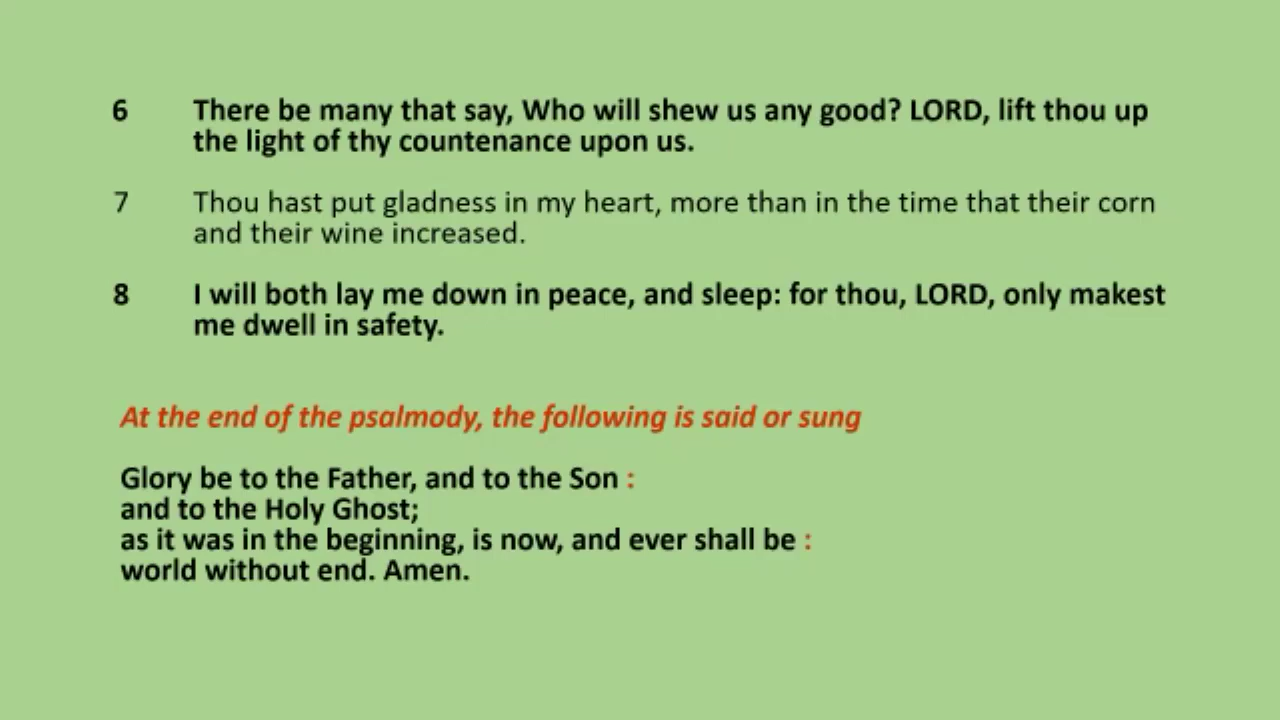 6 There be many that say, Who will shew us any good? LORD, lift thou up
the light of thy countenance upon us.
7 Thou hast put gladness in my heart, more than in the time that their corn
and their wine increased.
8 I will both lay me down in peace, and sleep: for thou, LORD, only makest
me dwell in safety.
At the end of the psalmody, the following is said or sung
Glory be to the Father, and to the Son :
and to the Holy Ghost;
as it was in the beginning, is now, and ever shall be :
world without end. Amen.